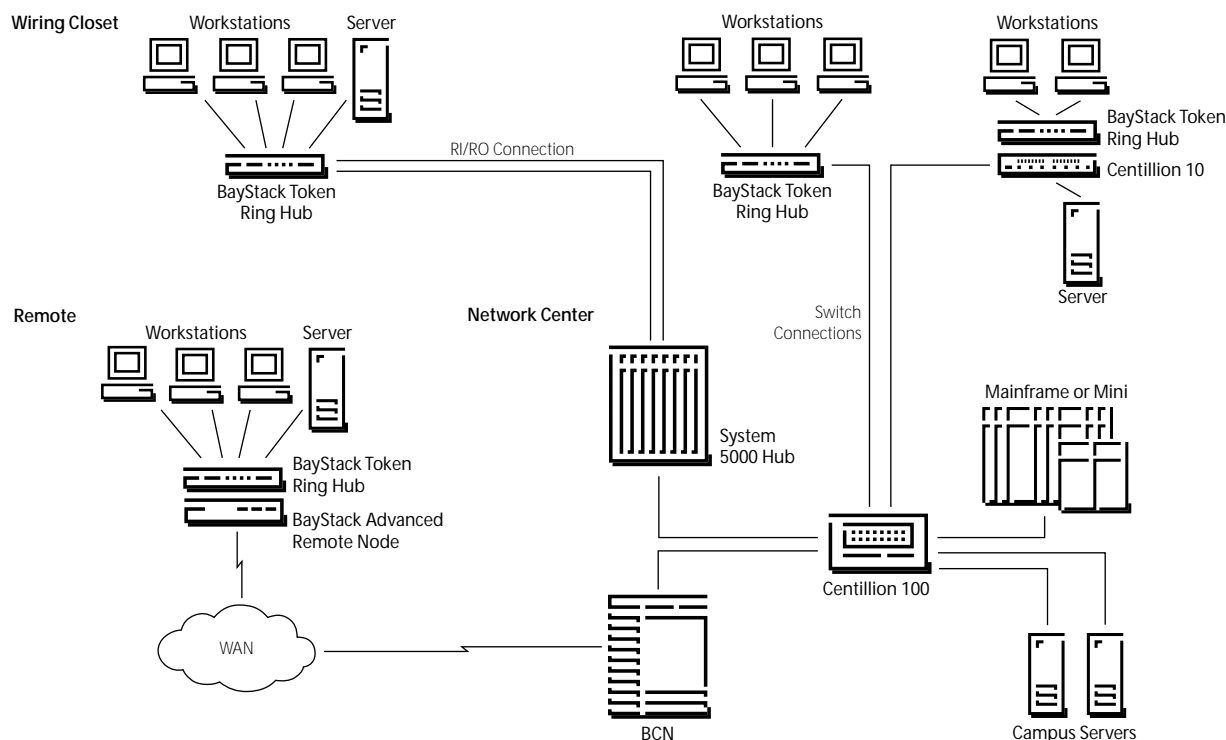 Wiring Closet
Workstations
Server
Workstations
Workstations
BayStack Token
Ring Hub
Centillion 10
RI/RO Connection
BayStack Token
Ring Hub
BayStack Token
Ring Hub
Server
Remote
Network Center
Switch
Connections
Workstations
Server
Mainframe or Mini
System
5000 Hub
BayStack Token
Ring Hub
BayStack Advanced
Remote Node
Centillion 100
WAN
BCN
Campus Servers